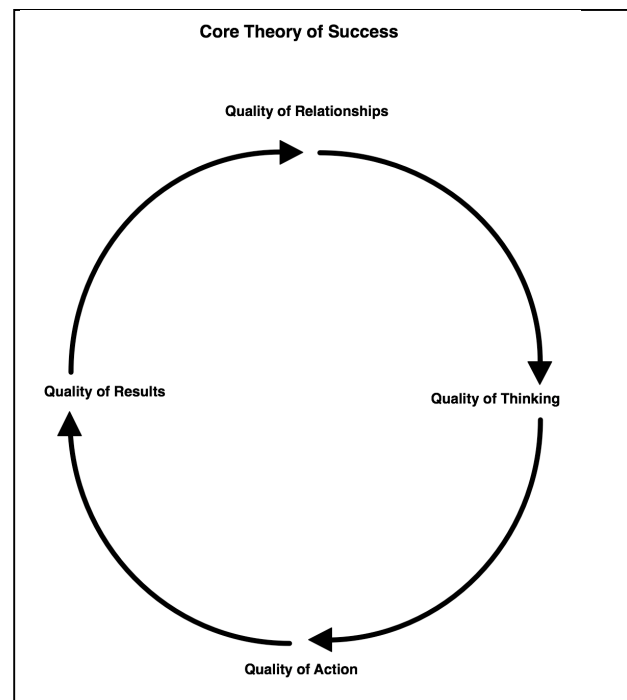 Core Theory of Success
Quality of Relationships
Quality of Thinking
Quality of Action
Quality of Results